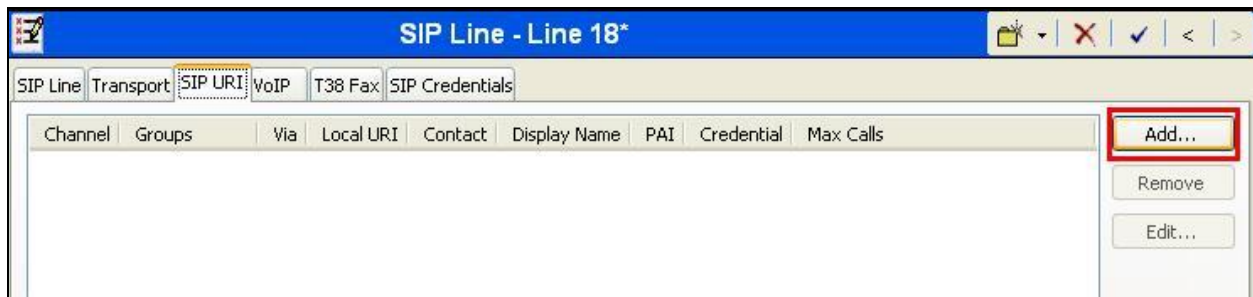 SIP Line - Line 18*
SIP Line Transport SIP URI VoIP T38 Fax SIP Credentials
Channel Groups Via Local URI Contact Display Name PAI Credential Max Calls
Add...
Remove
Edit...